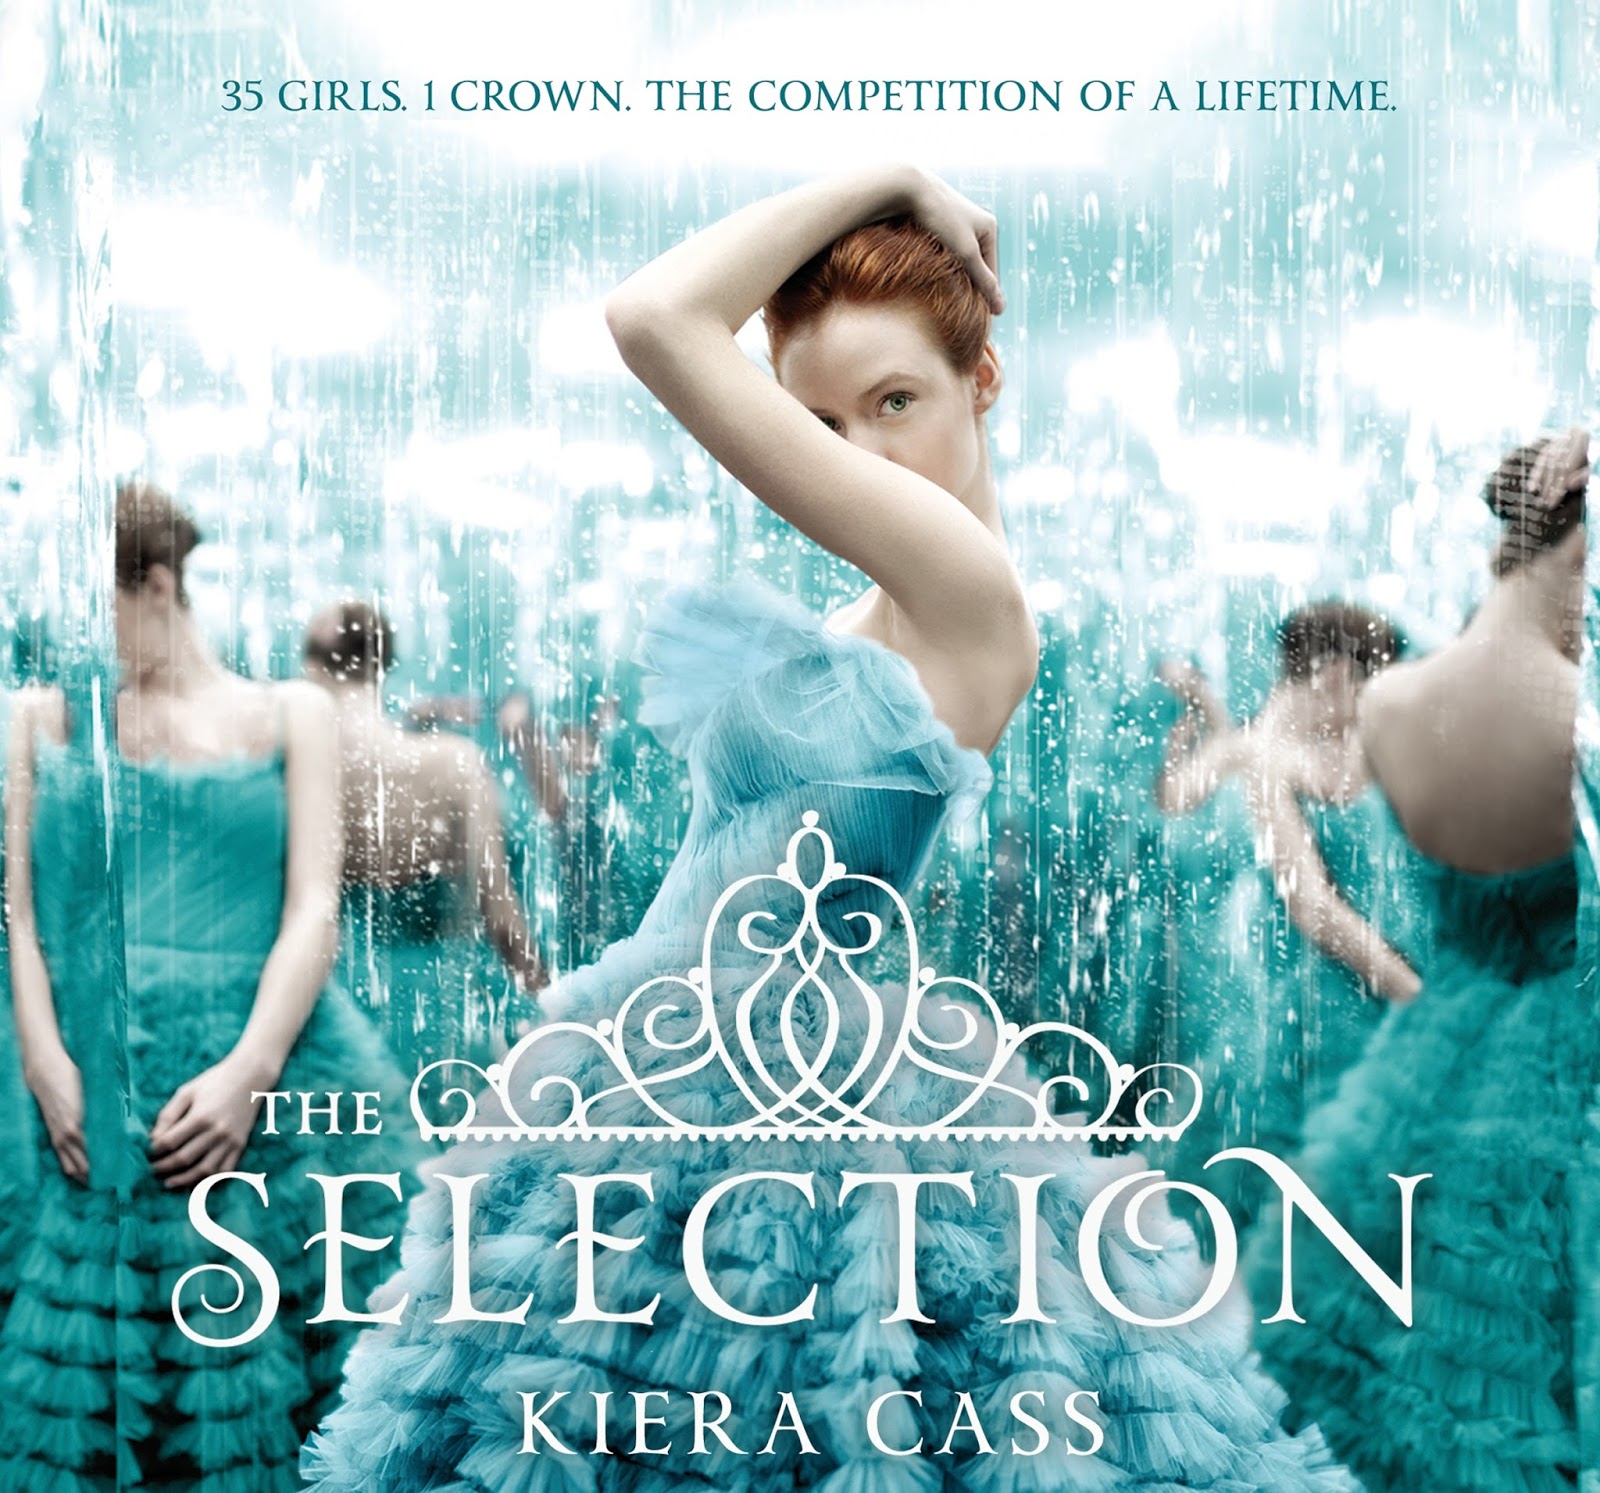 35 GIRLS. 1 CROWN. THE COMPETITION OF A LIFETIME.
THE
SELECTION
KIERA CASS